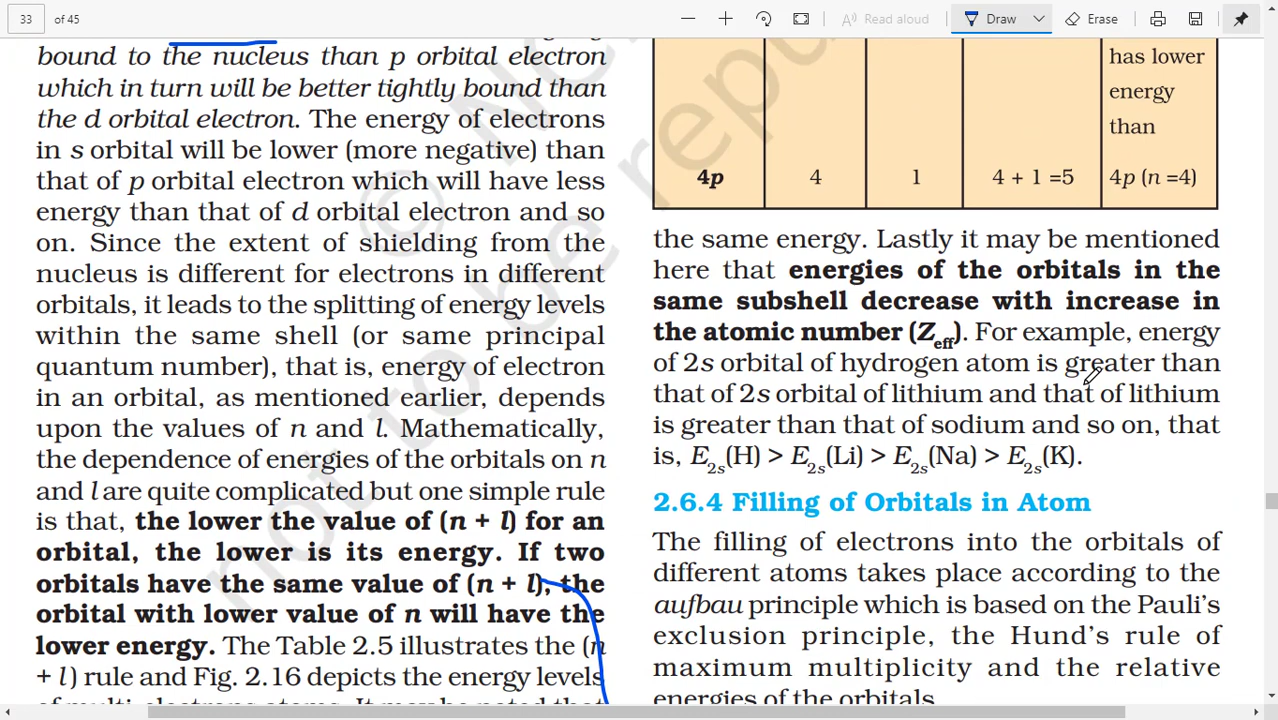 33 of 45 Read aloud Draw Erase
bound to the nucleus than p orbital electron
which in turn will be better tightly bound than
the d orbital electron. The energy of electrons
in s orbital will be lower (more negative) than
that of p orbital electron which will have less
energy than that of d orbital electron and so
on. Since the extent of shielding from the
nucleus is different for electrons in different
orbitals, it leads to the splitting of energy levels
within the same shell (or same principal
quantum number), that is, energy of electron
in an orbital, as mentioned earlier, depends
upon the values of n and l. Mathematically,
the dependence of energies of the orbitals on n
and l are quite complicated but one simple rule
is that, the lower the value of (n + l) for an
orbital, the lower is its energy. If two
orbitals have the same value of (n + l), the
orbital with lower value of n will have the
lower energy. The Table 2.5 illustrates the (n
+ l) rule and Fig. 2.16 depicts the energy levels
of multi-electrons atoms. It may be noted that
has lower
energy
than
4p 4 1 4 + 1 =5 4p (n =4)
the same energy. Lastly it may be mentioned
here that energies of the orbitals in the
same subshell decrease with increase in
the atomic number (Zeff). For example, energy
of 2s orbital of hydrogen atom is greater than
that of 2s orbital of lithium and that of lithium
is greater than that of sodium and so on, that
is, E2s(H) > E2s(Li) > E2s(Na) > E2s(K).
2.6.4 Filling of Orbitals in Atom
The filling of electrons into the orbitals of
different atoms takes place according to the
aufbau principle which is based on the Pauli's
exclusion principle, the Hund's rule of
maximum multiplicity and the relative
energies of the orbitals.
not to be repu